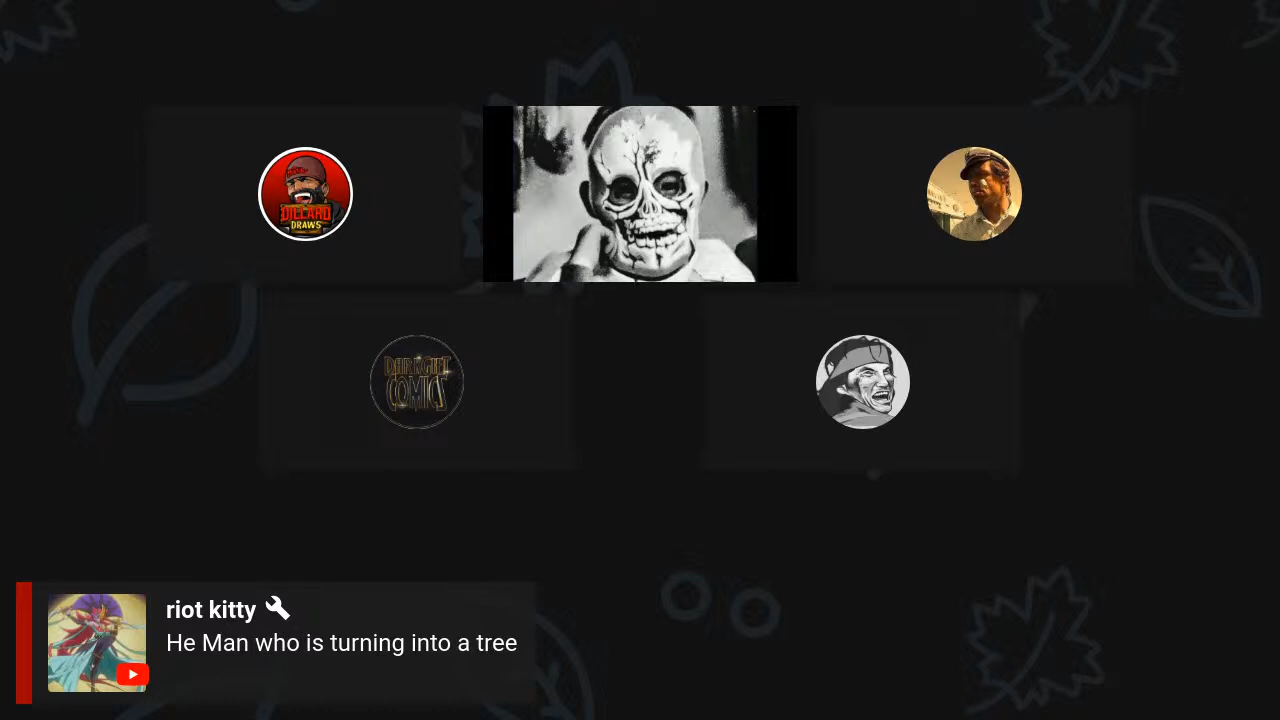 DILLARD
DRAWS
DARKGIFT
COMICS
riot kitty
He Man who is turning into a tree